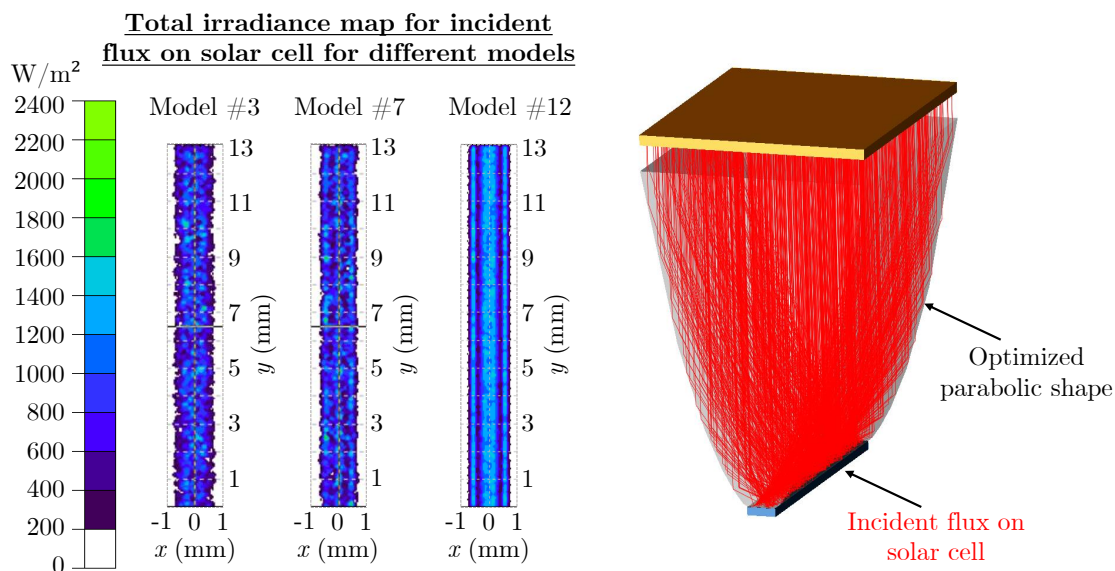 Total irradiance map for incident
flux on solar cell for different models
W/m²
2400
2200
2000
1800
1600
1400
1200
1000
800
600
400
200
0
Model #3
13
11
9
7
5
3
1
y (mm)
-1 0 1
x (mm)
Model #7
13
11
9
7
5
3
1
y (mm)
-1 0 1
x (mm)
Model #12
13
11
9
7
5
3
1
y (mm)
-1 0 1
x (mm)
Optimized
parabolic shape
Incident flux on
solar cell